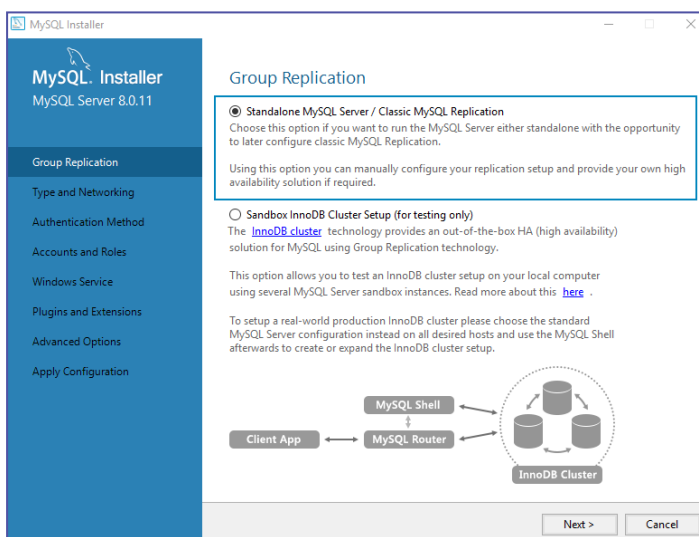 MySQL Installer
MySQL. Installer
MySQL Server 8.0.11
Group Replication
Type and Networking
Authentication Method
Accounts and Roles
Windows Service
Plugins and Extensions
Advanced Options
Apply Configuration
Group Replication
Standalone MySQL Server / Classic MySQL Replication
Choose this option if you want to run the MySQL Server either standalone with the opportunity
to later configure classic MySQL Replication.
Using this option you can manually configure your replication setup and provide your own high
availability solution if required.
Sandbox InnoDB Cluster Setup (for testing only)
The InnoDB cluster technology provides an out-of-the-box HA (high availability)
solution for MySQL using Group Replication technology.
This option allows you to test an InnoDB cluster setup on your local computer
using several MySQL Server sandbox instances. Read more about this here .
To setup a real-world production InnoDB cluster please choose the standard
MySQL Server configuration instead on all desired hosts and use the MySQL Shell
afterwards to create or expand the InnoDB cluster setup.
MySQL Shell
Client App
MySQL Router
InnoDB Cluster
Next >
Cancel